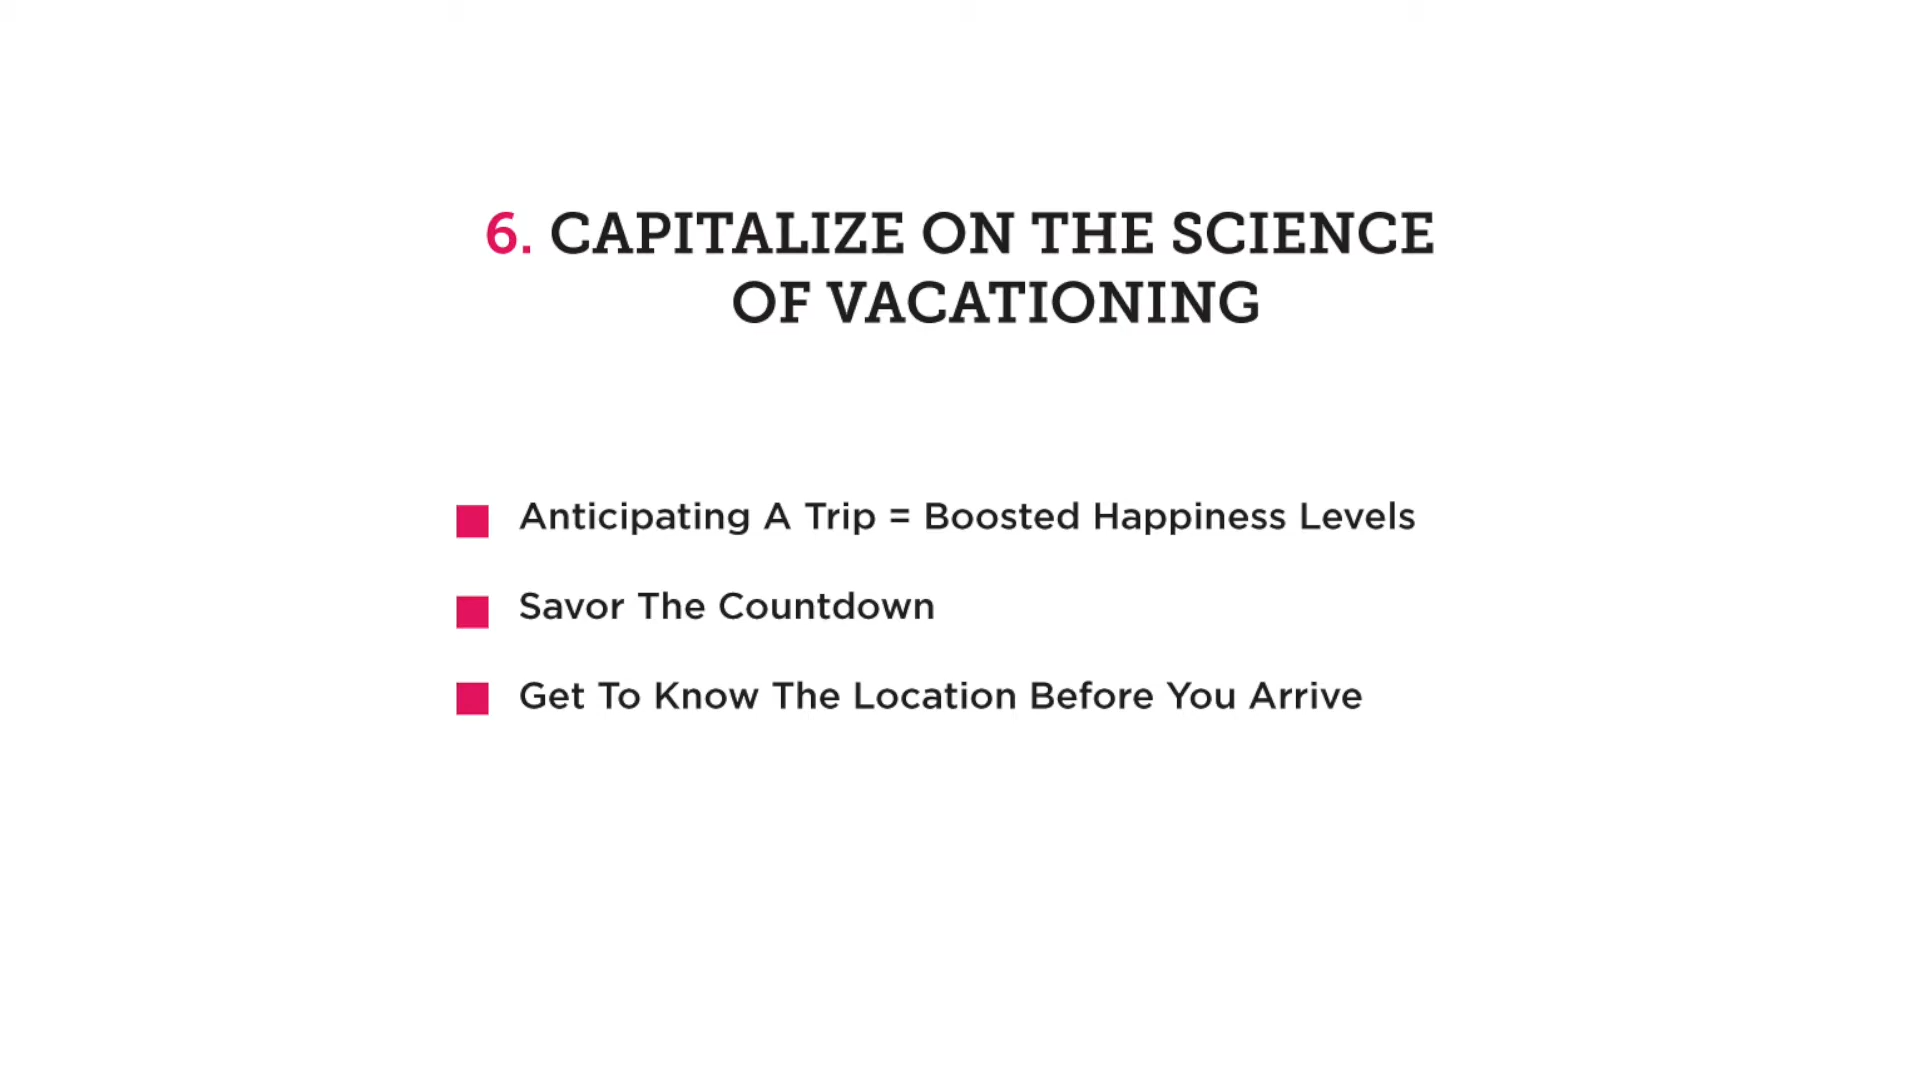 6. CAPITALIZE ON THE SCIENCE
OF VACATIONING
Anticipating A Trip = Boosted Happiness Levels
Savor The Countdown
Get To Know The Location Before You Arrive